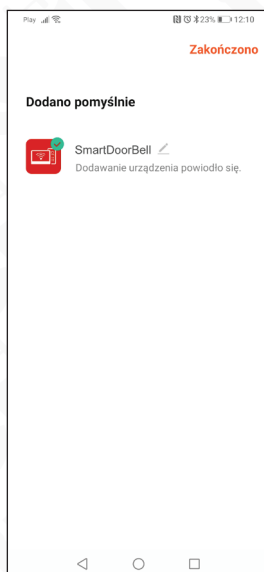 Play 23% 12:10
Zakończono
Dodano pomyślnie
SmartDoorBell
Dodawanie urządzenia powiodło się.